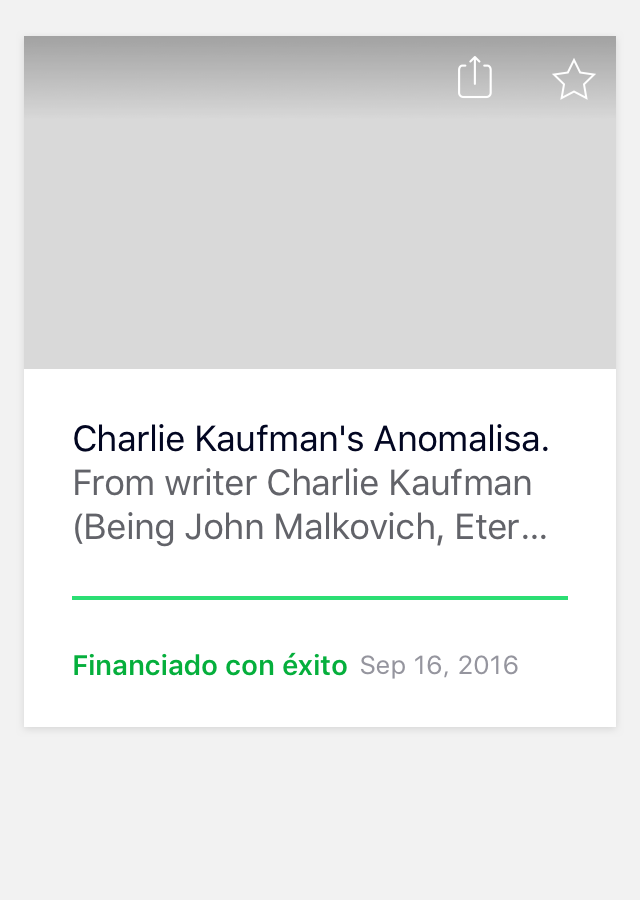 Charlie Kaufman's Anomalisa.
From writer Charlie Kaufman
(Being John Malkovich, Eter...
Financiado con éxito Sep 16, 2016